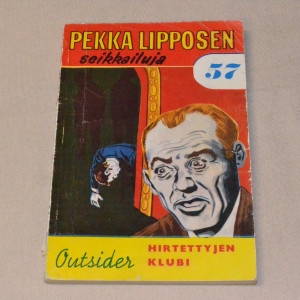 PEKKA LIPPOSEN
seikkailuja
57
Outsider
HIRTETTYJEN
KLUBI